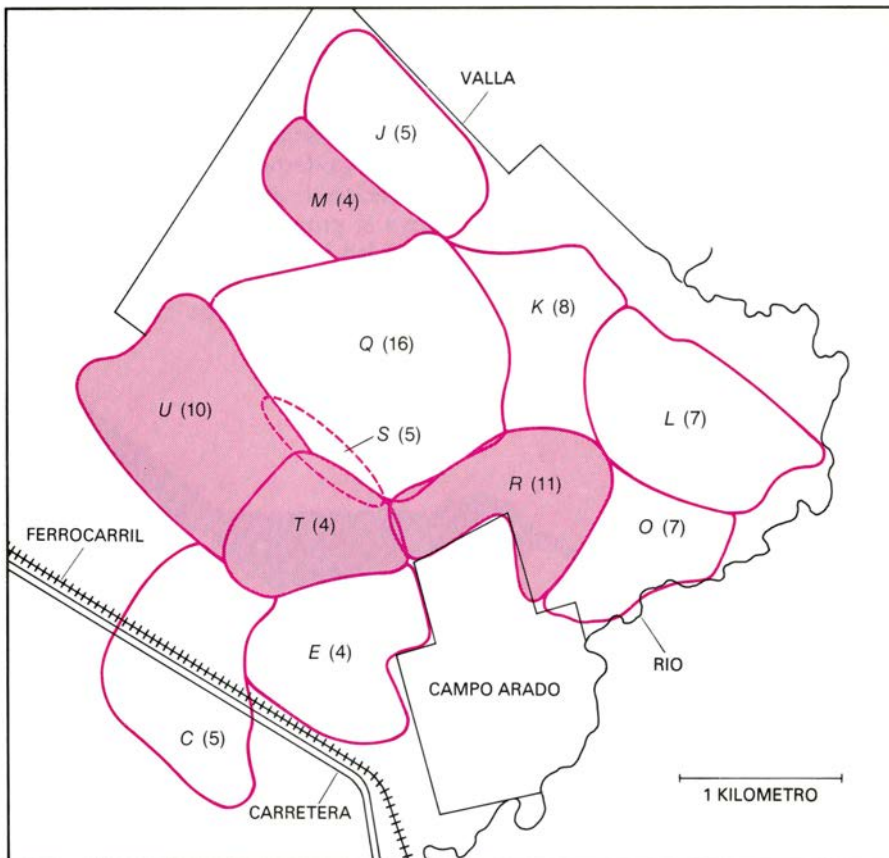 VALLA
J (5)
M (4)
K (8)
Q (16)
U (10)
S (5)
L (7)
R (11)
T (4)
O (7)
FERROCARRIL
E (4)
RIO
CAMPO ARADO
C (5)
CARRETERA
1 KILOMETRO